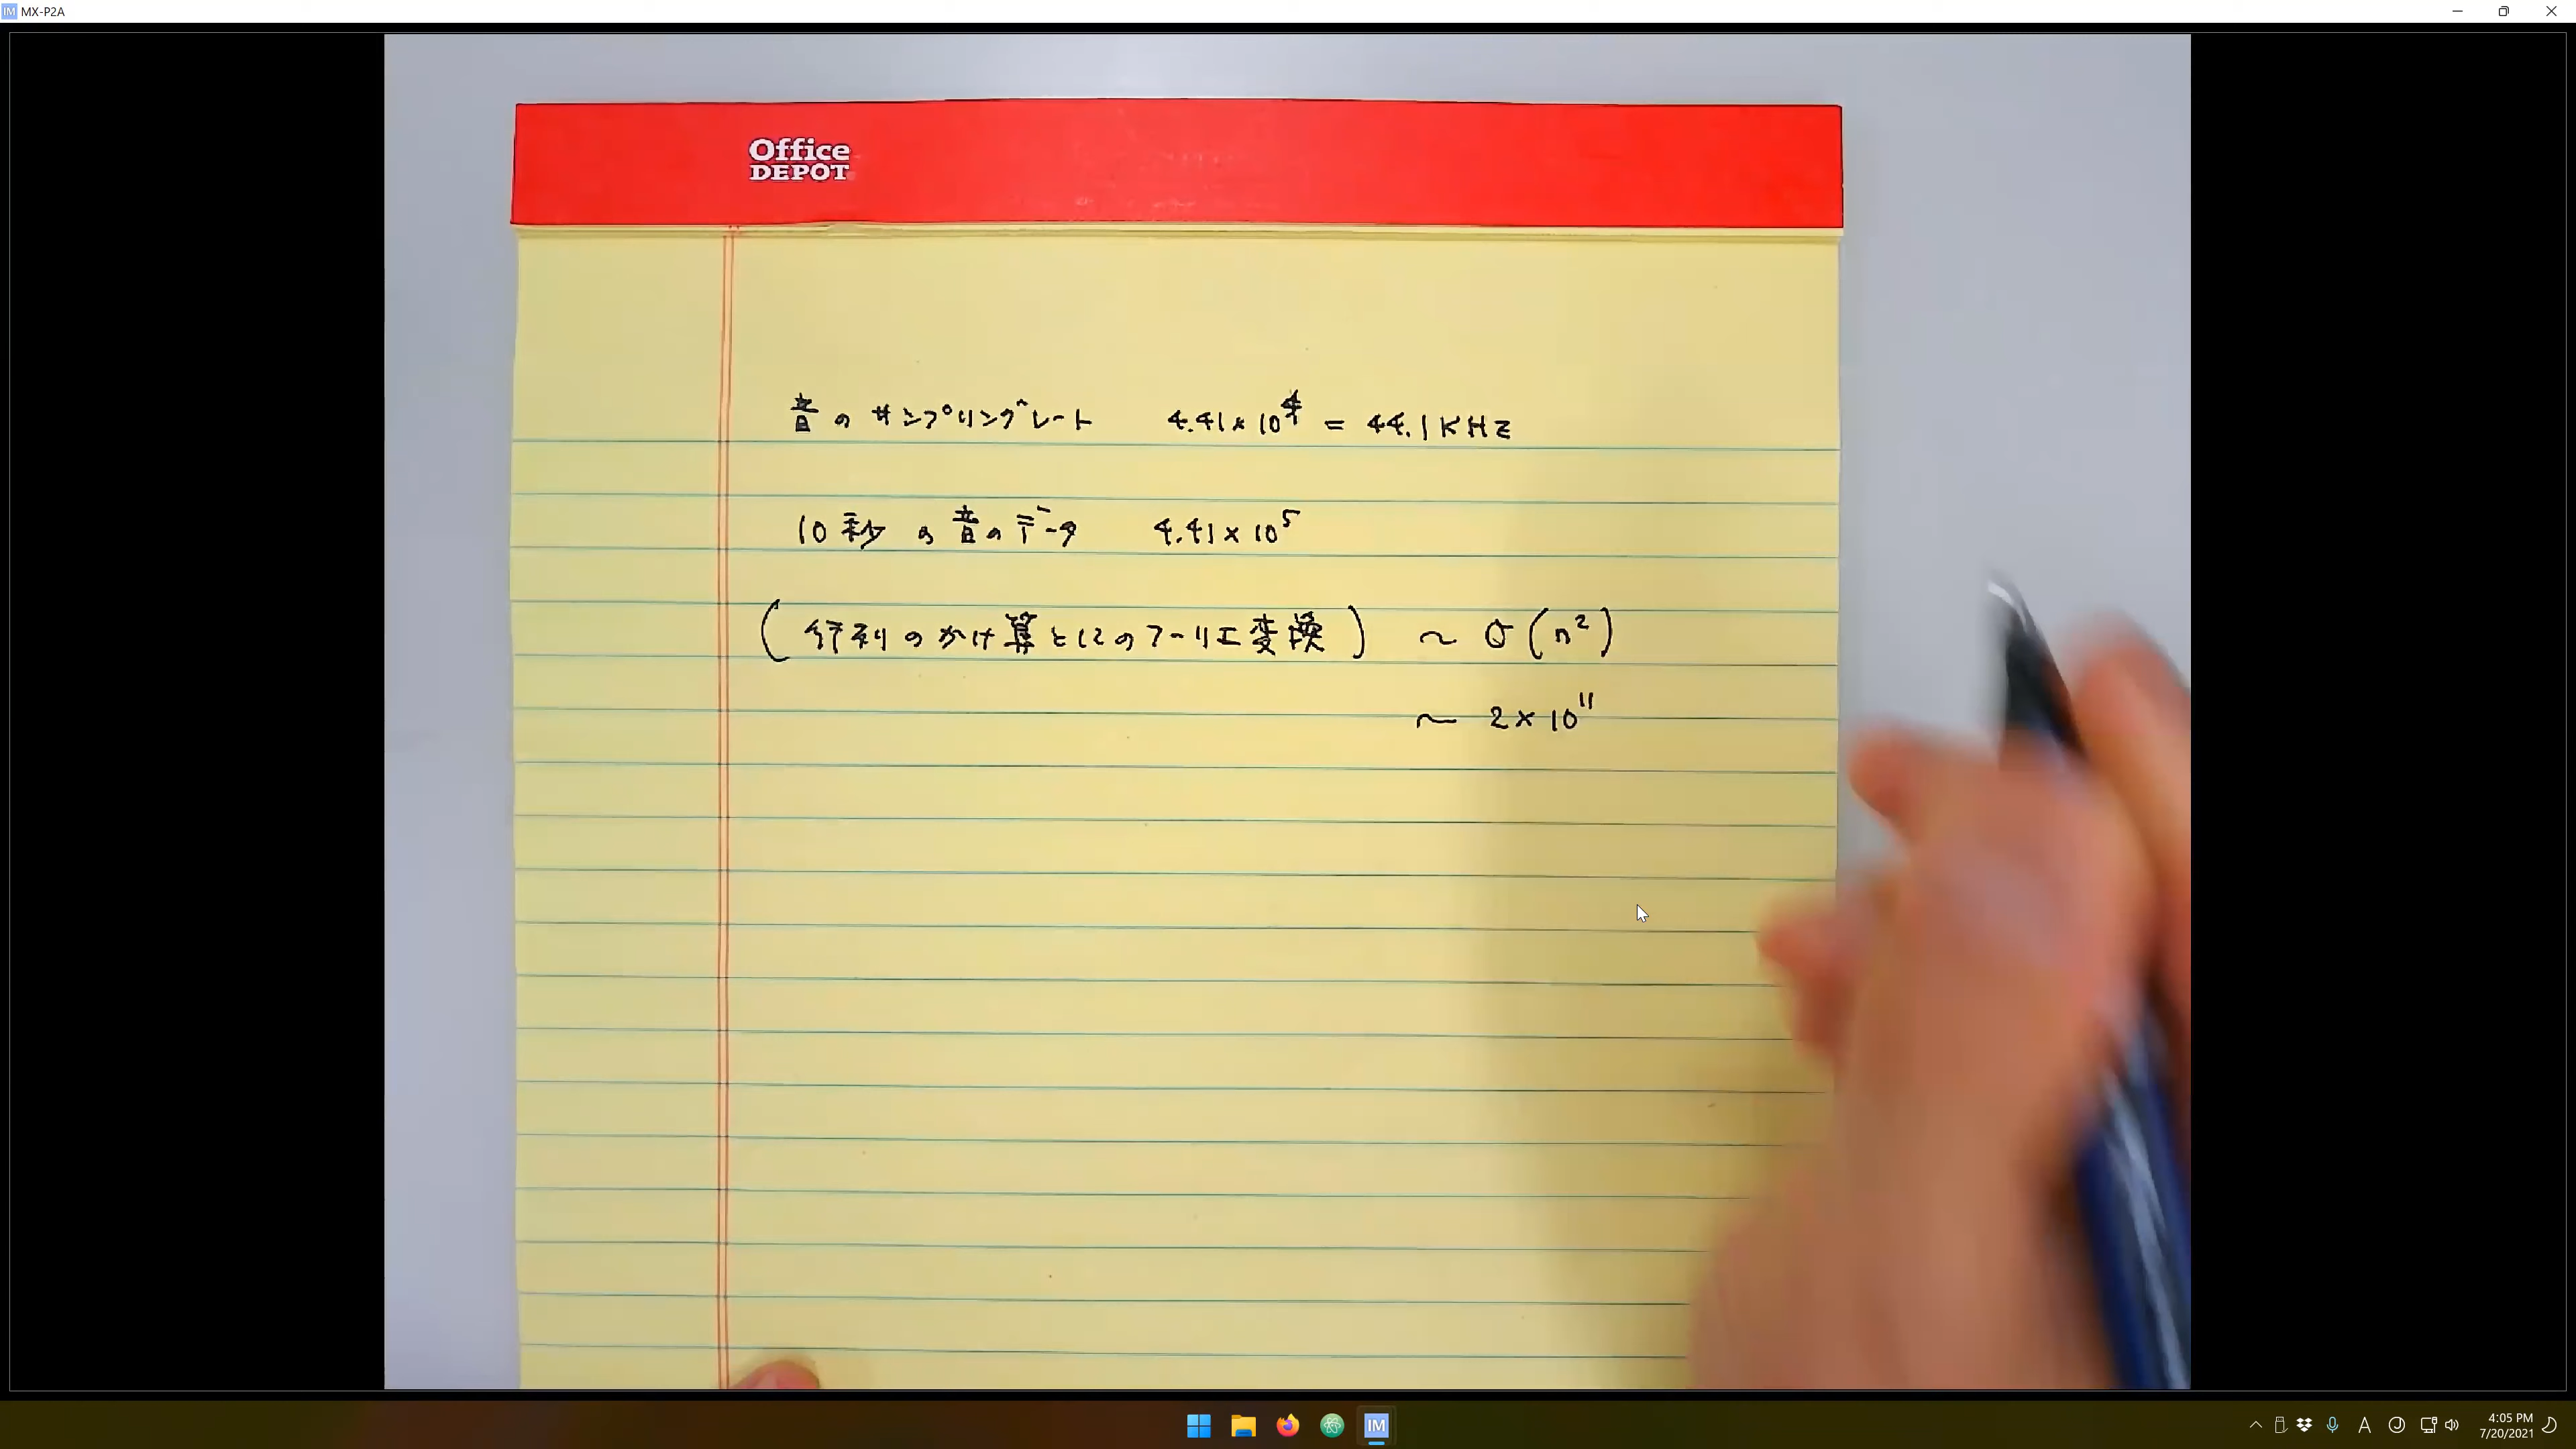 MX-P2A
Office
DEPOT
音のサンプリングレート 4.41×10⁴ = 44.1KHz
10秒の音のデータ 4.41×10⁵
(行列のかけ算としてのフーリエ変換) ~ O(n²)
~ 2×10¹¹
IM
A
4:05 PM
7/20/2021